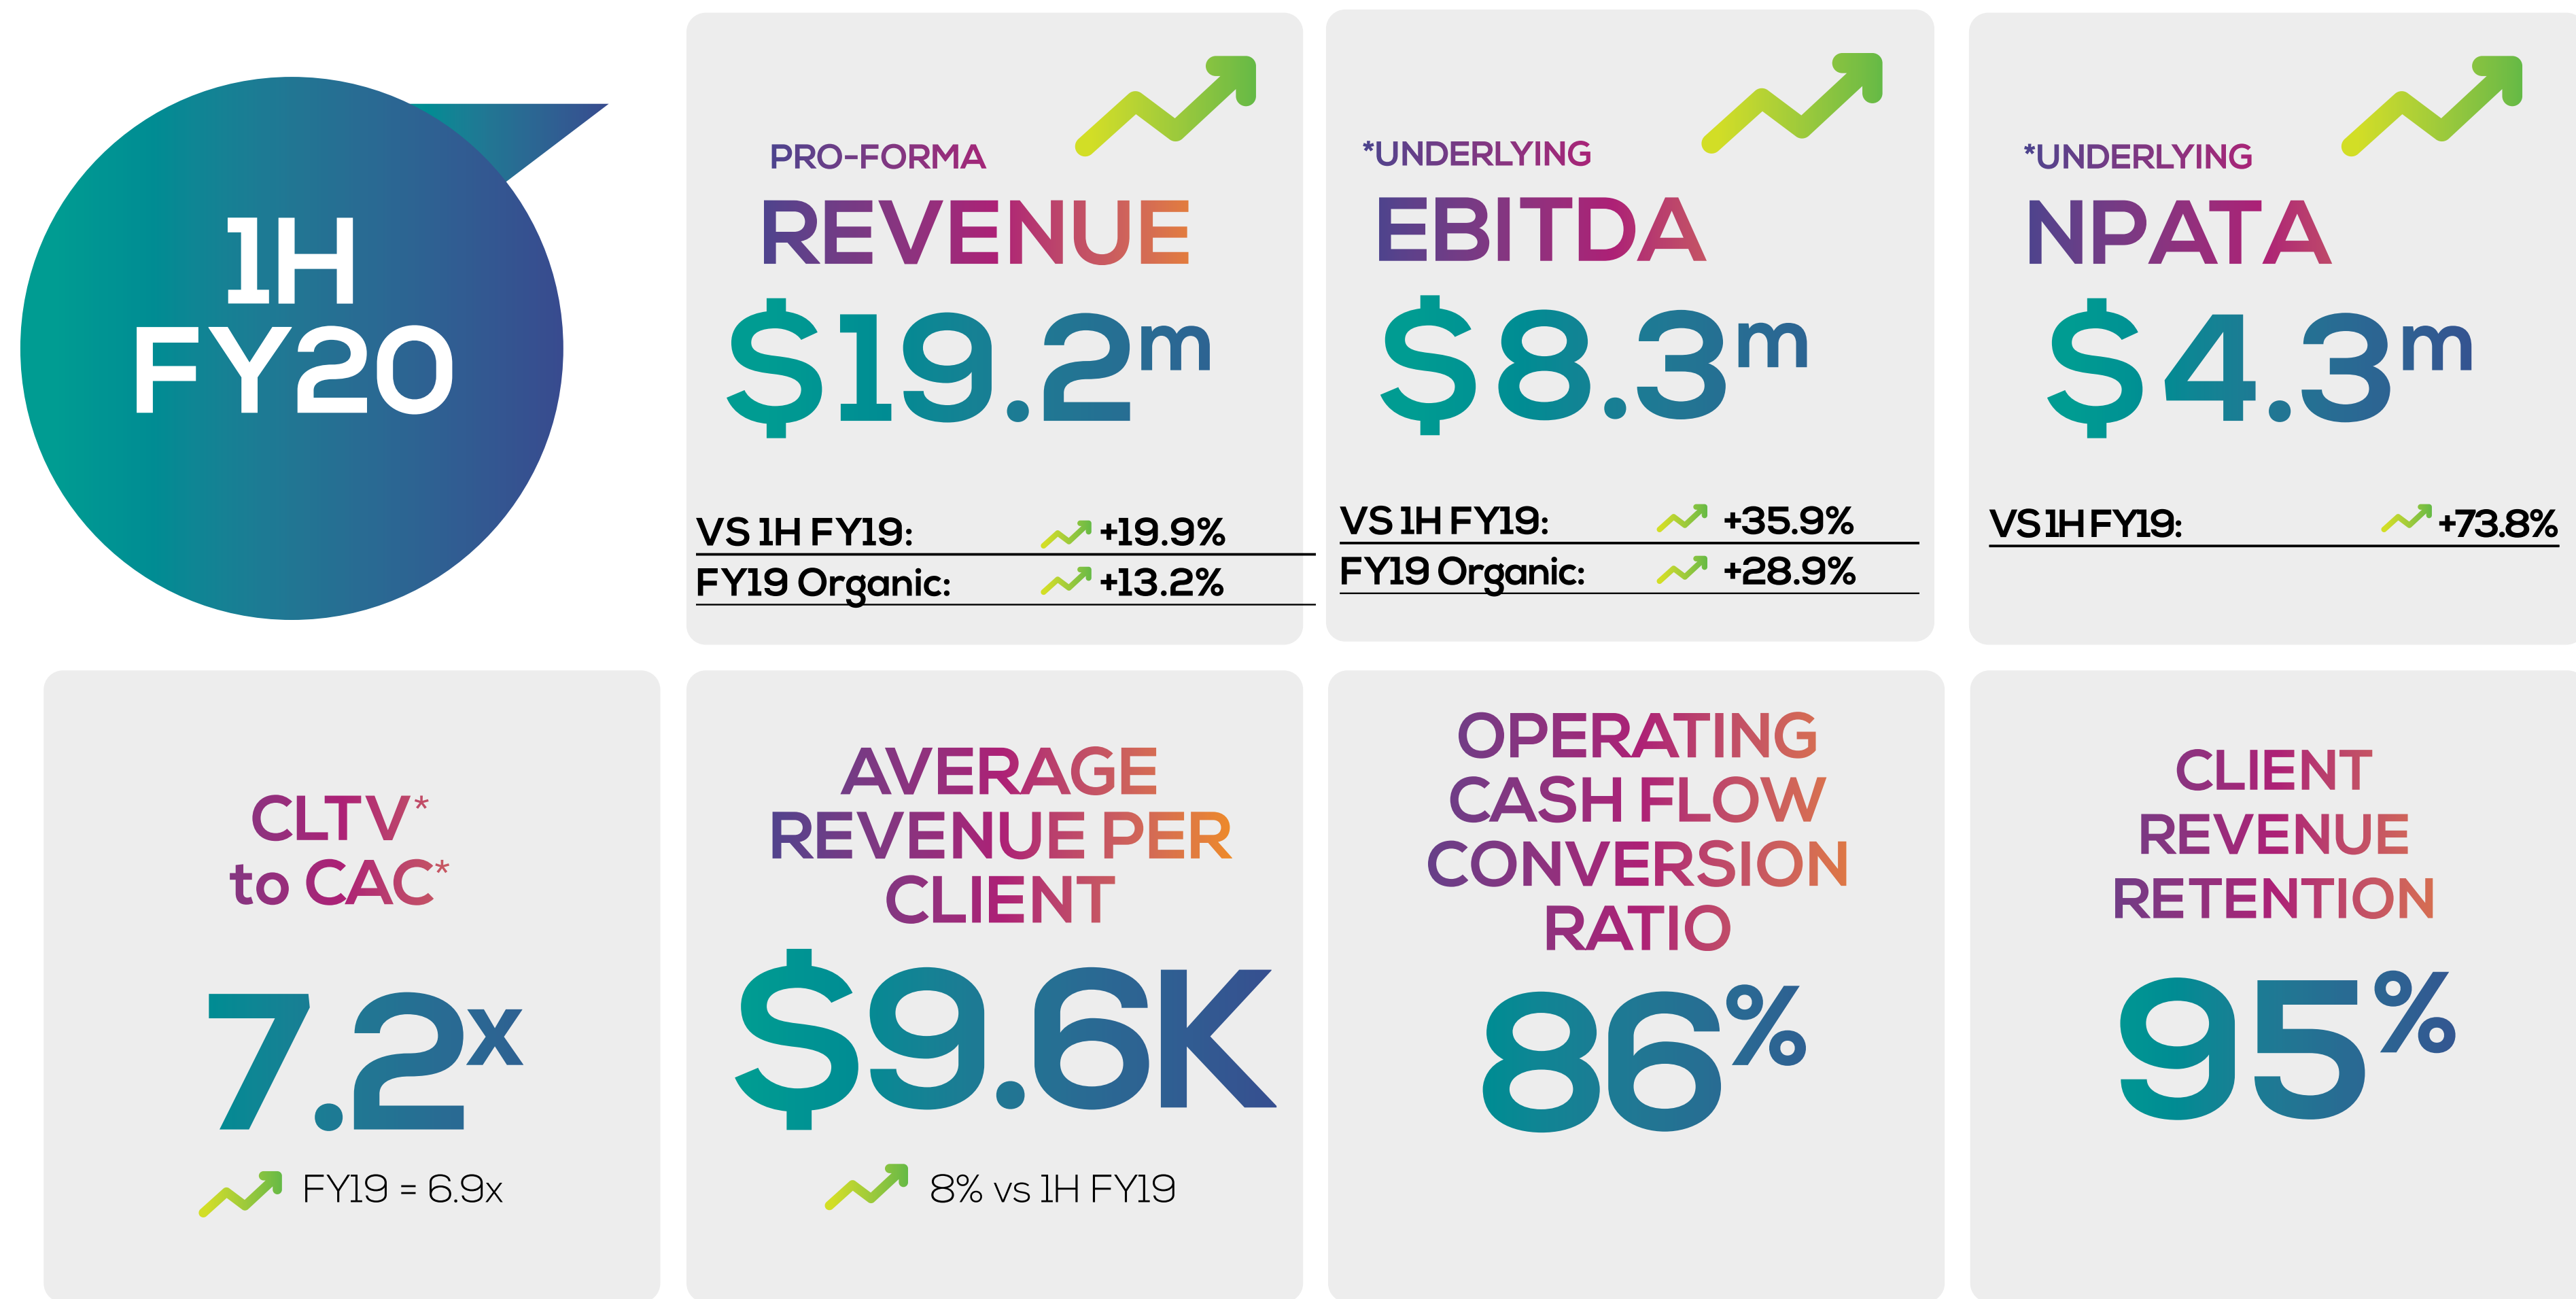 1H
FY20
PRO-FORMA
REVENUE
$19.2m
VS 1H FY19: +19.9%
FY19 Organic: +13.2%
*UNDERLYING
EBITDA
$8.3m
VS 1H FY19: +35.9%
FY19 Organic: +28.9%
*UNDERLYING
NPATA
$4.3m
VS 1H FY19: +73.8%
CLTV*
to CAC*
7.2x
FY19 = 6.9x
AVERAGE
REVENUE PER
CLIENT
$9.6K
8% vs 1H FY19
OPERATING
CASH FLOW
CONVERSION
RATIO
86%
CLIENT
REVENUE
RETENTION
95%